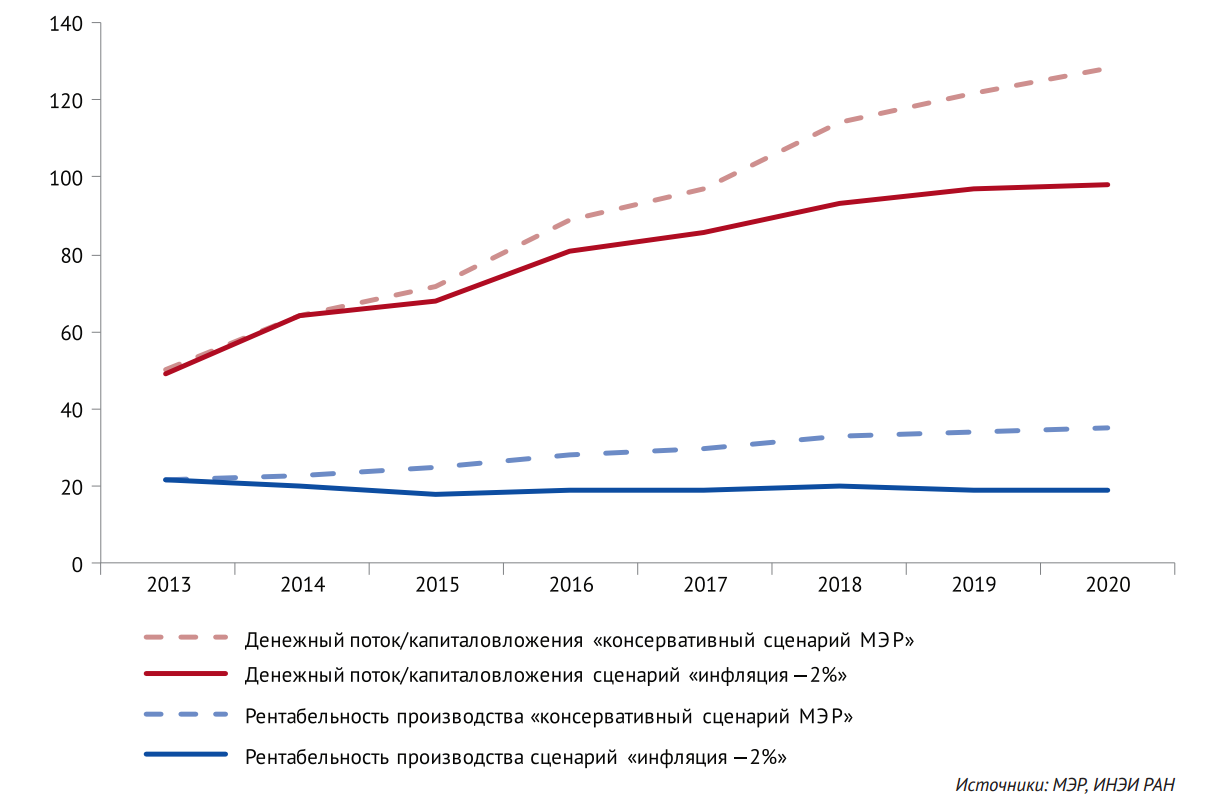 140
120
100
80
60
40
20
0
2013 2014 2015 2016 2017 2018 2019 2020
Денежный поток/капиталовложения «консервативный сценарий МЭР»
Денежный поток/капиталовложения сценарий «инфляция —2%»
Рентабельность производства «консервативный сценарий МЭР»
Рентабельность производства сценарий «инфляция —2%»
Источники: МЭР, ИНЭИ РАН